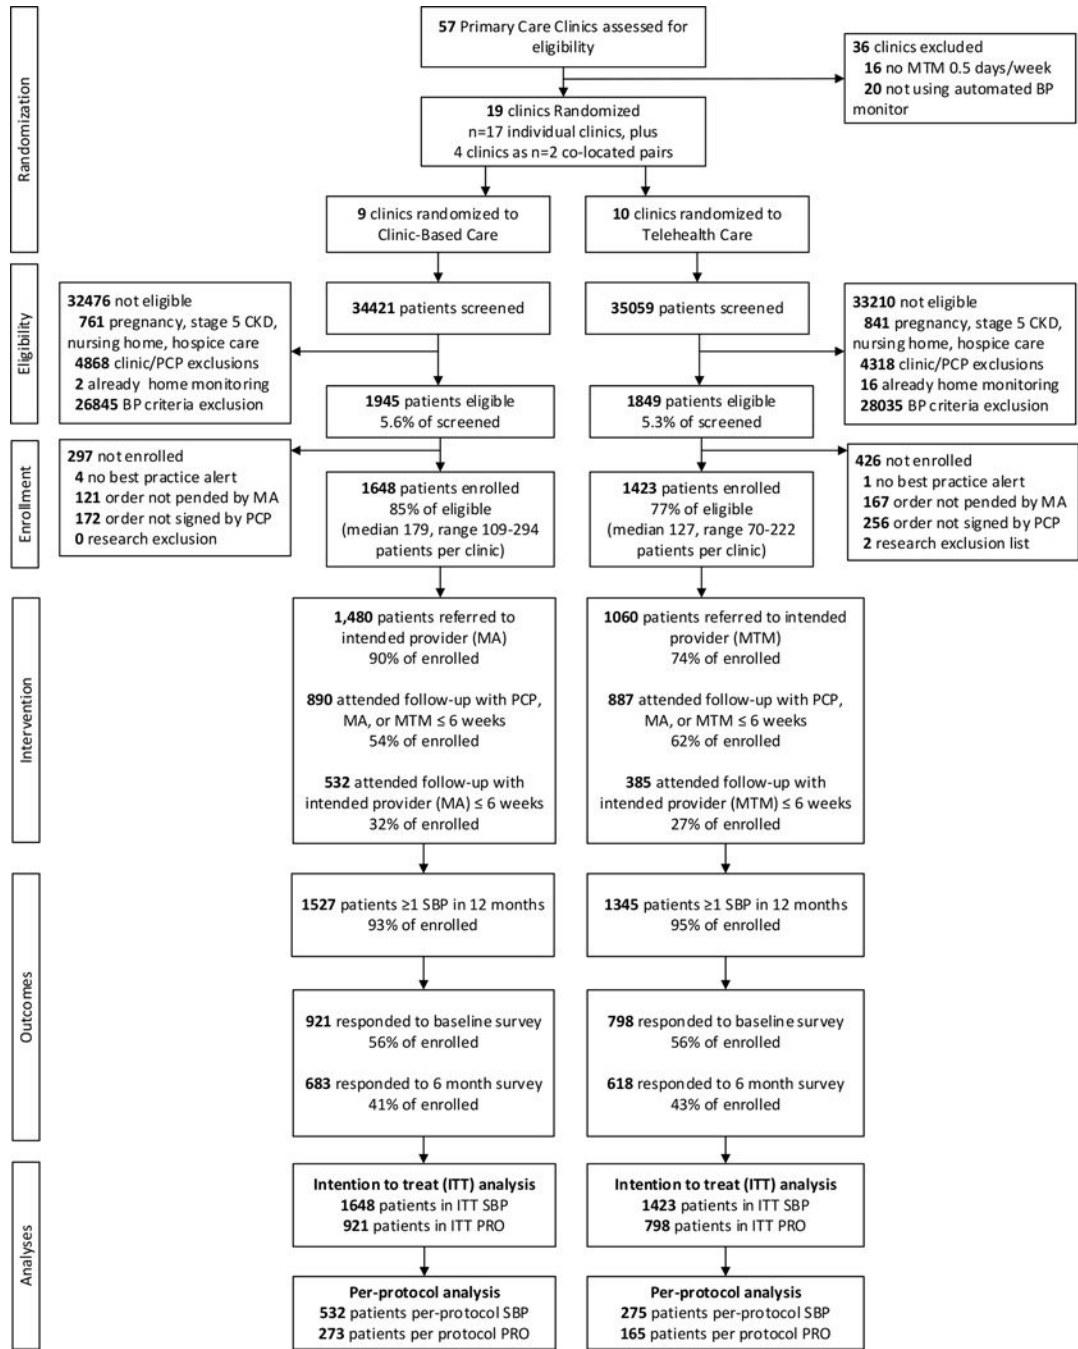 Randomization
57 Primary Care Clinics assessed for
eligibility
36 clinics excluded
16 no MTM 0.5 days/week
20 not using automated BP
monitor
19 clinics Randomized
n=17 individual clinics, plus
4 clinics as n=2 co-located pairs
9 clinics randomized to
Clinic-Based Care
10 clinics randomized to
Telehealth Care
Eligibility
32476 not eligible
761 pregnancy, stage 5 CKD,
nursing home, hospice care
4868 clinic/PCP exclusions
2 already home monitoring
26845 BP criteria exclusion
34421 patients screened
35059 patients screened
33210 not eligible
841 pregnancy, stage 5 CKD,
nursing home, hospice care
4318 clinic/PCP exclusions
16 already home monitoring
28035 BP criteria exclusion
1945 patients eligible
5.6% of screened
1849 patients eligible
5.3% of screened
Enrollment
297 not enrolled
4 no best practice alert
121 order not pended by MA
172 order not signed by PCP
0 research exclusion
1648 patients enrolled
85% of eligible
(median 179, range 109-294
patients per clinic)
1423 patients enrolled
77% of eligible
(median 127, range 70-222
patients per clinic)
426 not enrolled
1 no best practice alert
167 order not pended by MA
256 order not signed by PCP
2 research exclusion list
Intervention
1,480 patients referred to
intended provider (MA)
90% of enrolled
890 attended follow-up with PCP,
MA, or MTM ≤ 6 weeks
54% of enrolled
532 attended follow-up with
intended provider (MA) ≤ 6 weeks
32% of enrolled
1060 patients referred to intended
provider (MTM)
74% of enrolled
887 attended follow-up with PCP,
MA, or MTM ≤ 6 weeks
62% of enrolled
385 attended follow-up with
intended provider (MTM) ≤ 6 weeks
27% of enrolled
Outcomes
1527 patients ≥1 SBP in 12 months
93% of enrolled
1345 patients ≥1 SBP in 12 months
95% of enrolled
921 responded to baseline survey
56% of enrolled
683 responded to 6 month survey
41% of enrolled
798 responded to baseline survey
56% of enrolled
618 responded to 6 month survey
43% of enrolled
Analyses
Intention to treat (ITT) analysis
1648 patients in ITT SBP
921 patients in ITT PRO
Intention to treat (ITT) analysis
1423 patients in ITT SBP
798 patients in ITT PRO
Per-protocol analysis
532 patients per-protocol SBP
273 patients per protocol PRO
Per-protocol analysis
275 patients per-protocol SBP
165 patients per protocol PRO